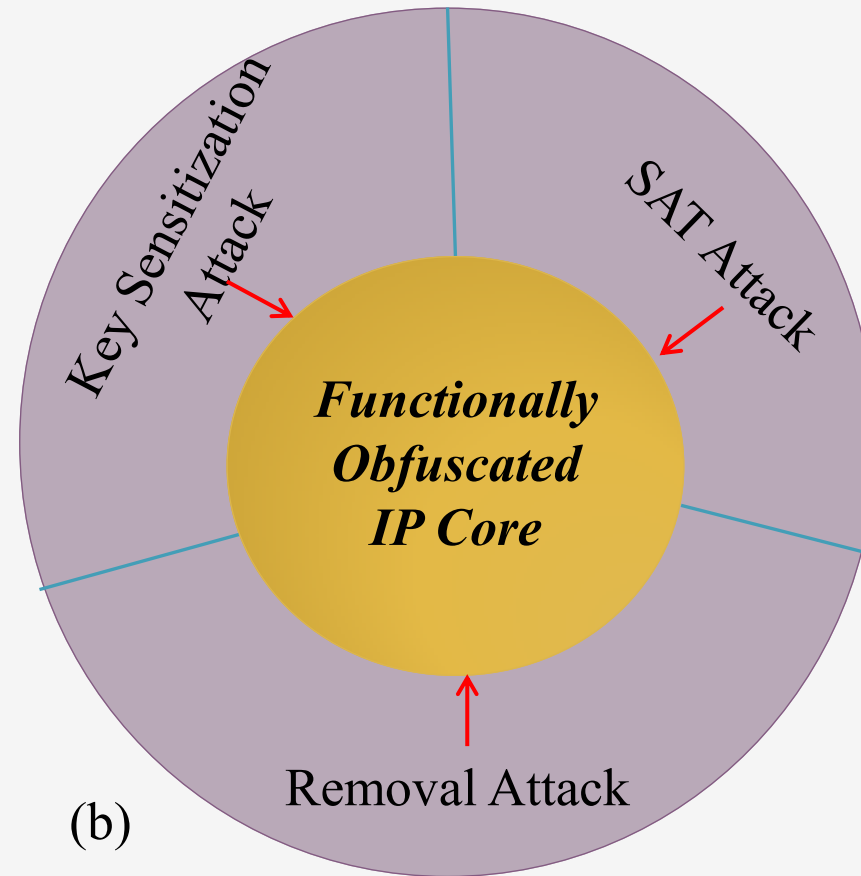 Key Sensitization
Attack
SAT Attack
Functionally
Obfuscated
IP Core
Removal Attack
(b)